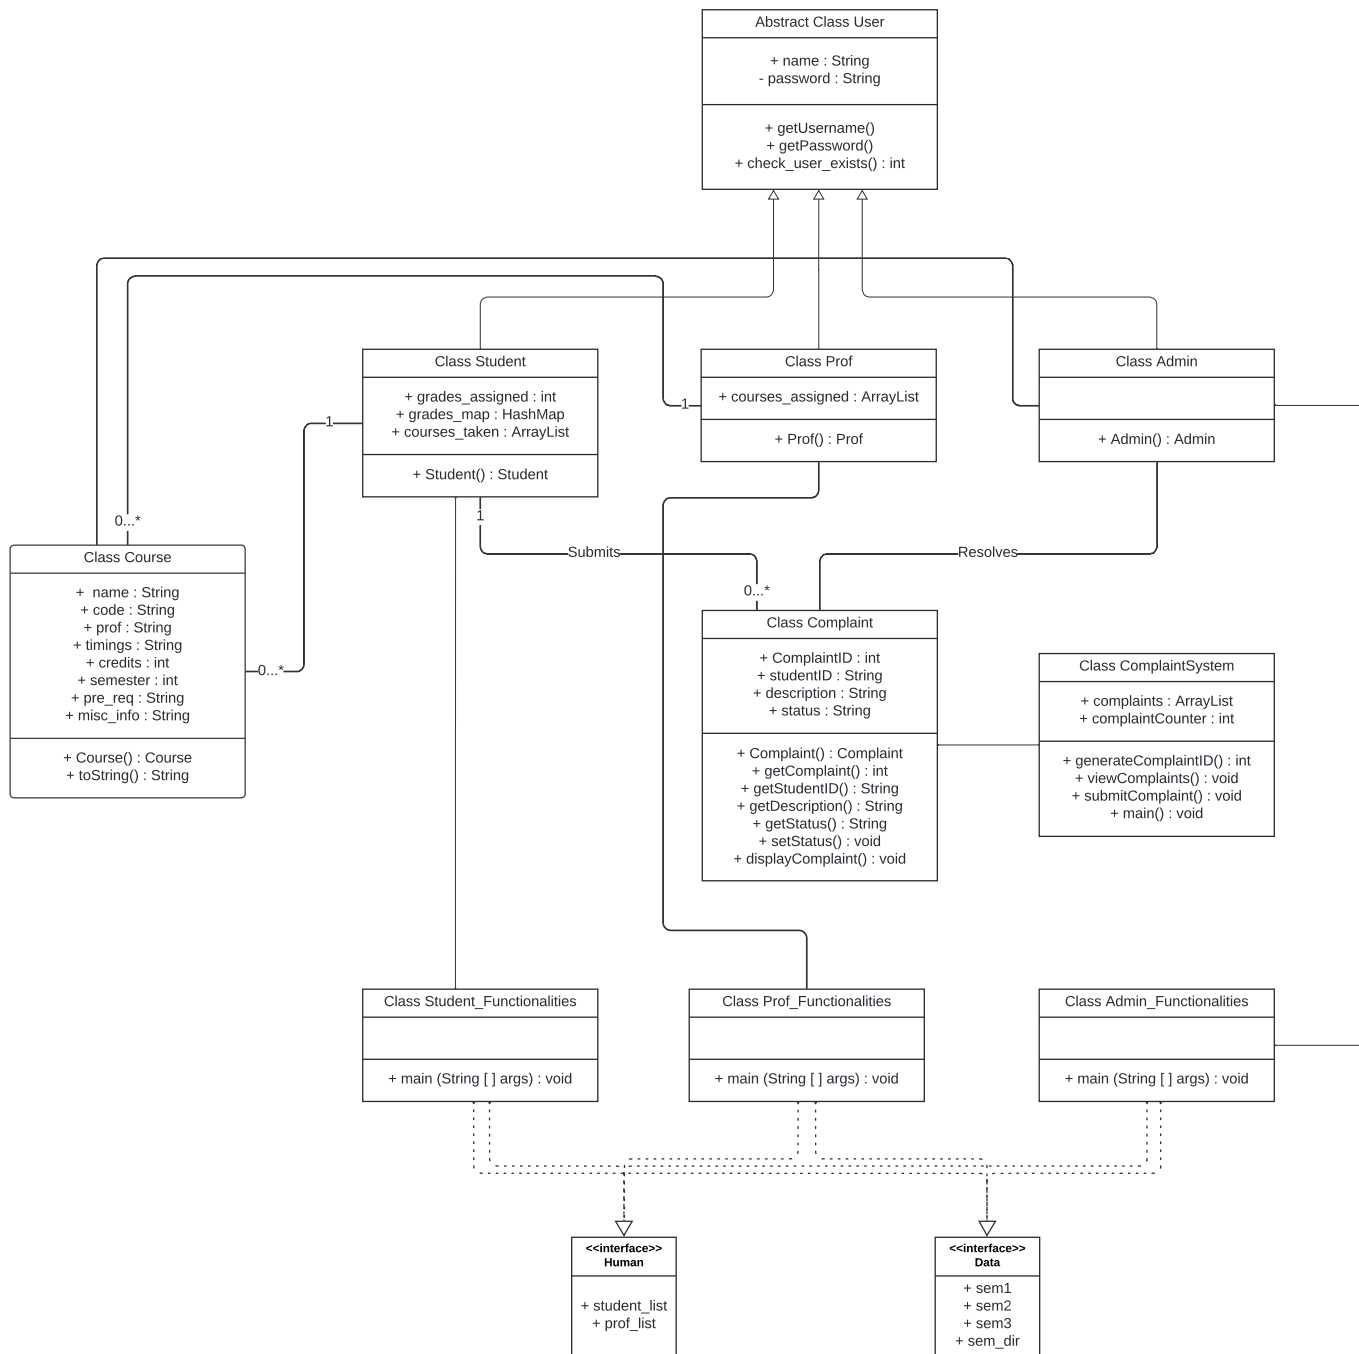 Abstract Class User
+ name : String
- password : String
+ getUsername()
+ getPassword()
+ check_user_exists() : int
Class Student
+ grades_assigned : int
+ grades_map : HashMap
+ courses_taken : ArrayList
+ Student() : Student
Class Prof
+ courses_assigned : ArrayList
+ Prof() : Prof
Class Admin
+ Admin() : Admin
1
1
0...*
1
Submits
Resolves
0...*
0...*
Class Course
+  name : String
+ code : String
+ prof : String
+ timings : String
+ credits : int
+ semester : int
+ pre_req : String
+ misc_info : String
+ Course() : Course
+ toString() : String
Class Complaint
+ ComplaintID : int
+ studentID : String
+ description : String
+ status : String
+ Complaint() : Complaint
+ getComplaint() : int
+ getStudentID() : String
+ getDescription() : String
+ getStatus() : String
+ setStatus() : void
+ displayComplaint() : void
Class ComplaintSystem
+ complaints : ArrayList
+ complaintCounter : int
+ generateComplaintID() : int
+ viewComplaints() : void
+ submitComplaint() : void
+ main() : void
Class Student_Functionalities
+ main (String [ ] args) : void
Class Prof_Functionalities
+ main (String [ ] args) : void
Class Admin_Functionalities
+ main (String [ ] args) : void
<<interface>>
Human
+ student_list
+ prof_list
<<interface>>
Data
+ sem1
+ sem2
+ sem3
+ sem_dir